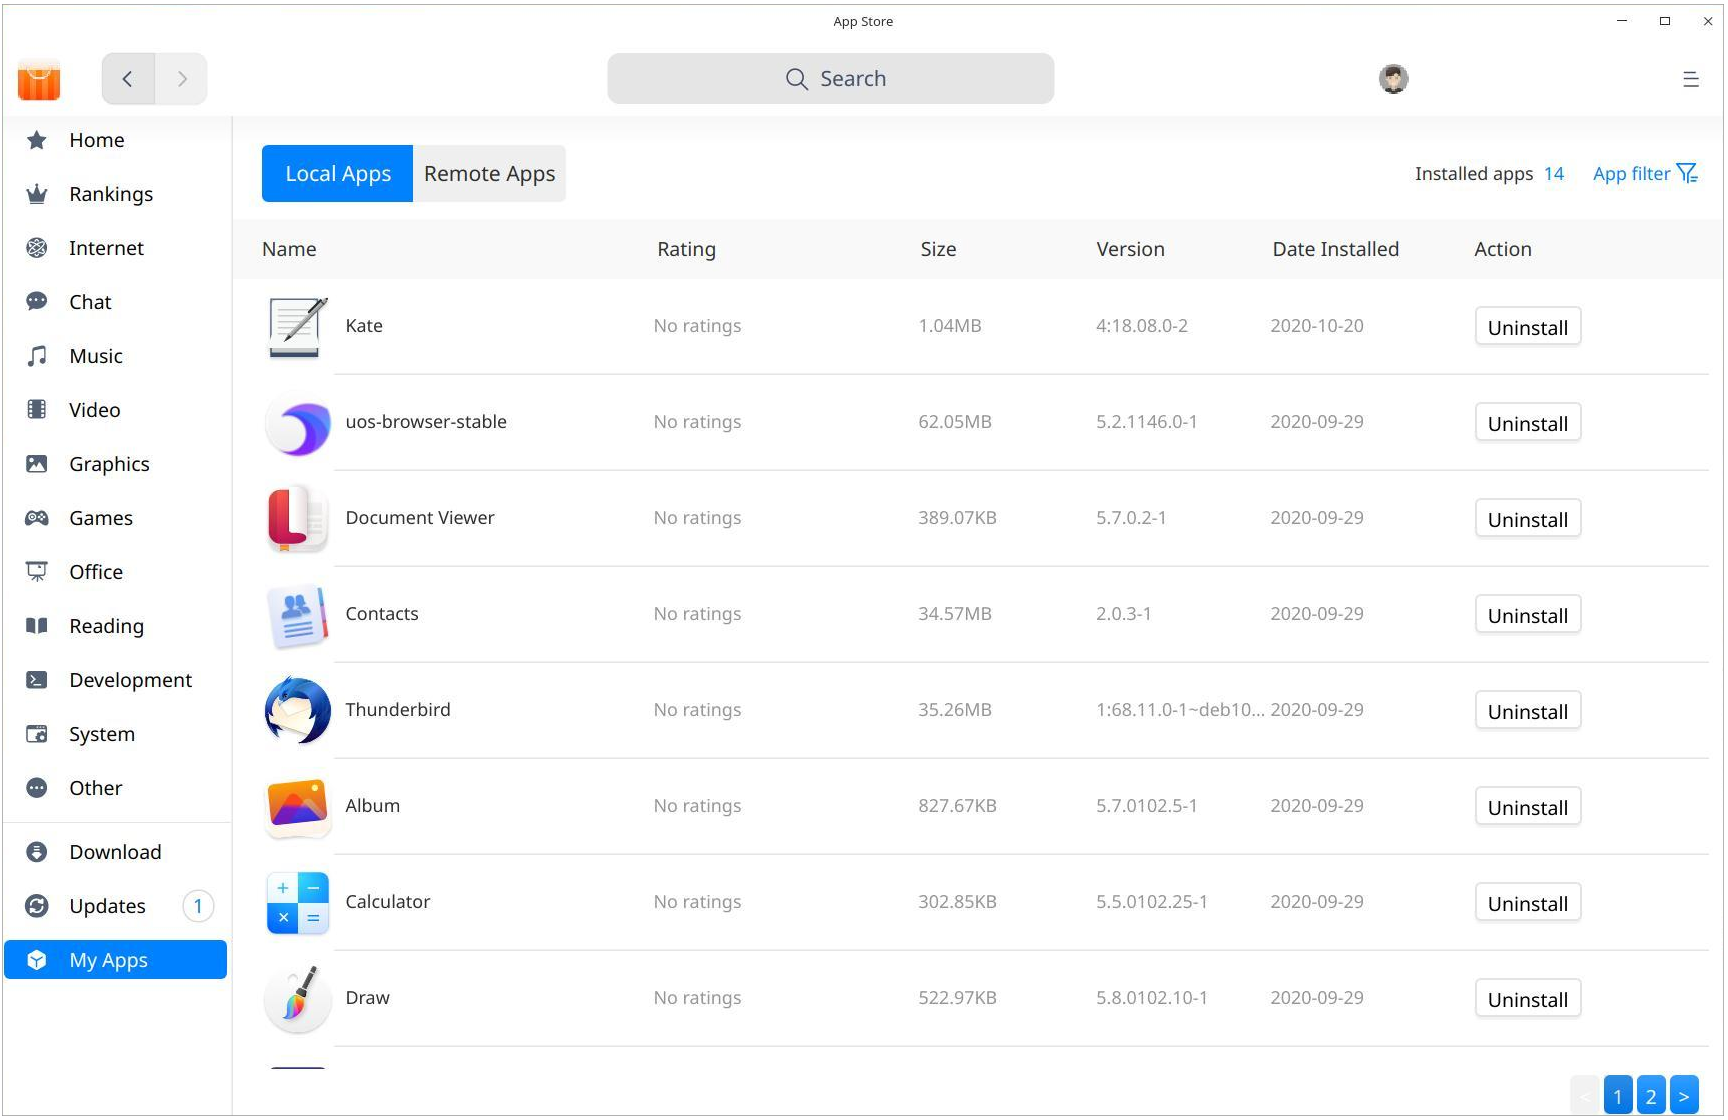 App Store
Search
Home
Rankings
Internet
Chat
Music
Video
Graphics
Games
Office
Reading
Development
System
Other
Download
Updates 1
My Apps
Local Apps Remote Apps Installed apps 14 App filter
Name Rating Size Version Date Installed Action
Kate No ratings 1.04MB 4:18.08.0-2 2020-10-20 Uninstall
uos-browser-stable No ratings 62.05MB 5.2.1146.0-1 2020-09-29 Uninstall
Document Viewer No ratings 389.07KB 5.7.0.2-1 2020-09-29 Uninstall
Contacts No ratings 34.57MB 2.0.3-1 2020-09-29 Uninstall
Thunderbird No ratings 35.26MB 1:68.11.0-1~deb10... 2020-09-29 Uninstall
Album No ratings 827.67KB 5.7.0102.5-1 2020-09-29 Uninstall
Calculator No ratings 302.85KB 5.5.0102.25-1 2020-09-29 Uninstall
Draw No ratings 522.97KB 5.8.0102.10-1 2020-09-29 Uninstall
< 1 2 >